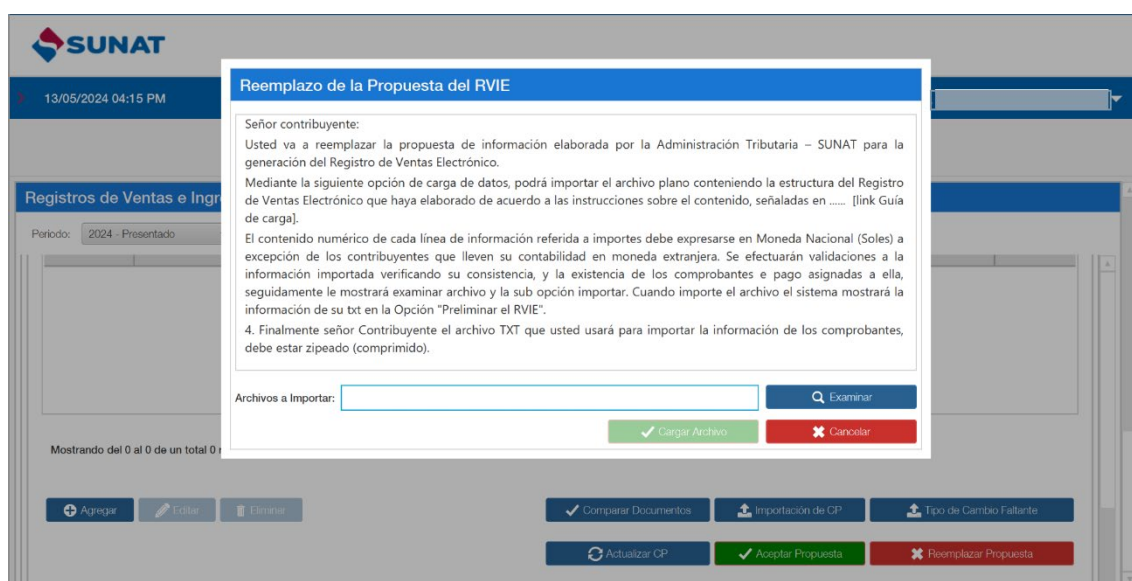 SUNAT
13/05/2024 04:15 PM
Reemplazo de la Propuesta del RVIE
Señor contribuyente:
Usted va a reemplazar la propuesta de información elaborada por la Administración Tributaria – SUNAT para la
generación del Registro de Ventas Electrónico.
Mediante la siguiente opción de carga de datos, podrá importar el archivo plano conteniendo la estructura del Registro
de Ventas Electrónico que haya elaborado de acuerdo a las instrucciones sobre el contenido, señaladas en ...... [link Guía
de carga].
El contenido numérico de cada línea de información referida a importes debe expresarse en Moneda Nacional (Soles) a
excepción de los contribuyentes que lleven su contabilidad en moneda extranjera. Se efectuarán validaciones a la
información importada verificando su consistencia, y la existencia de los comprobantes e pago asignadas a ella,
seguidamente le mostrará examinar archivo y la sub opción importar. Cuando importe el archivo el sistema mostrará la
información de su txt en la Opción "Preliminar el RVIE".
4. Finalmente señor Contribuyente el archivo TXT que usted usará para importar la información de los comprobantes,
debe estar zipeado (comprimido).
Archivos a Importar:
Examinar
Cargar Archivo
Cancelar
Registros de Ventas e Ingr
Periodo: 2024 - Presentado
Mostrando del 0 al 0 de un total 0
Agregar
Editar
Eliminar
Comparar Documentos
Importación de CP
Tipo de Cambio Faltante
Actualizar CP
Aceptar Propuesta
Reemplazar Propuesta